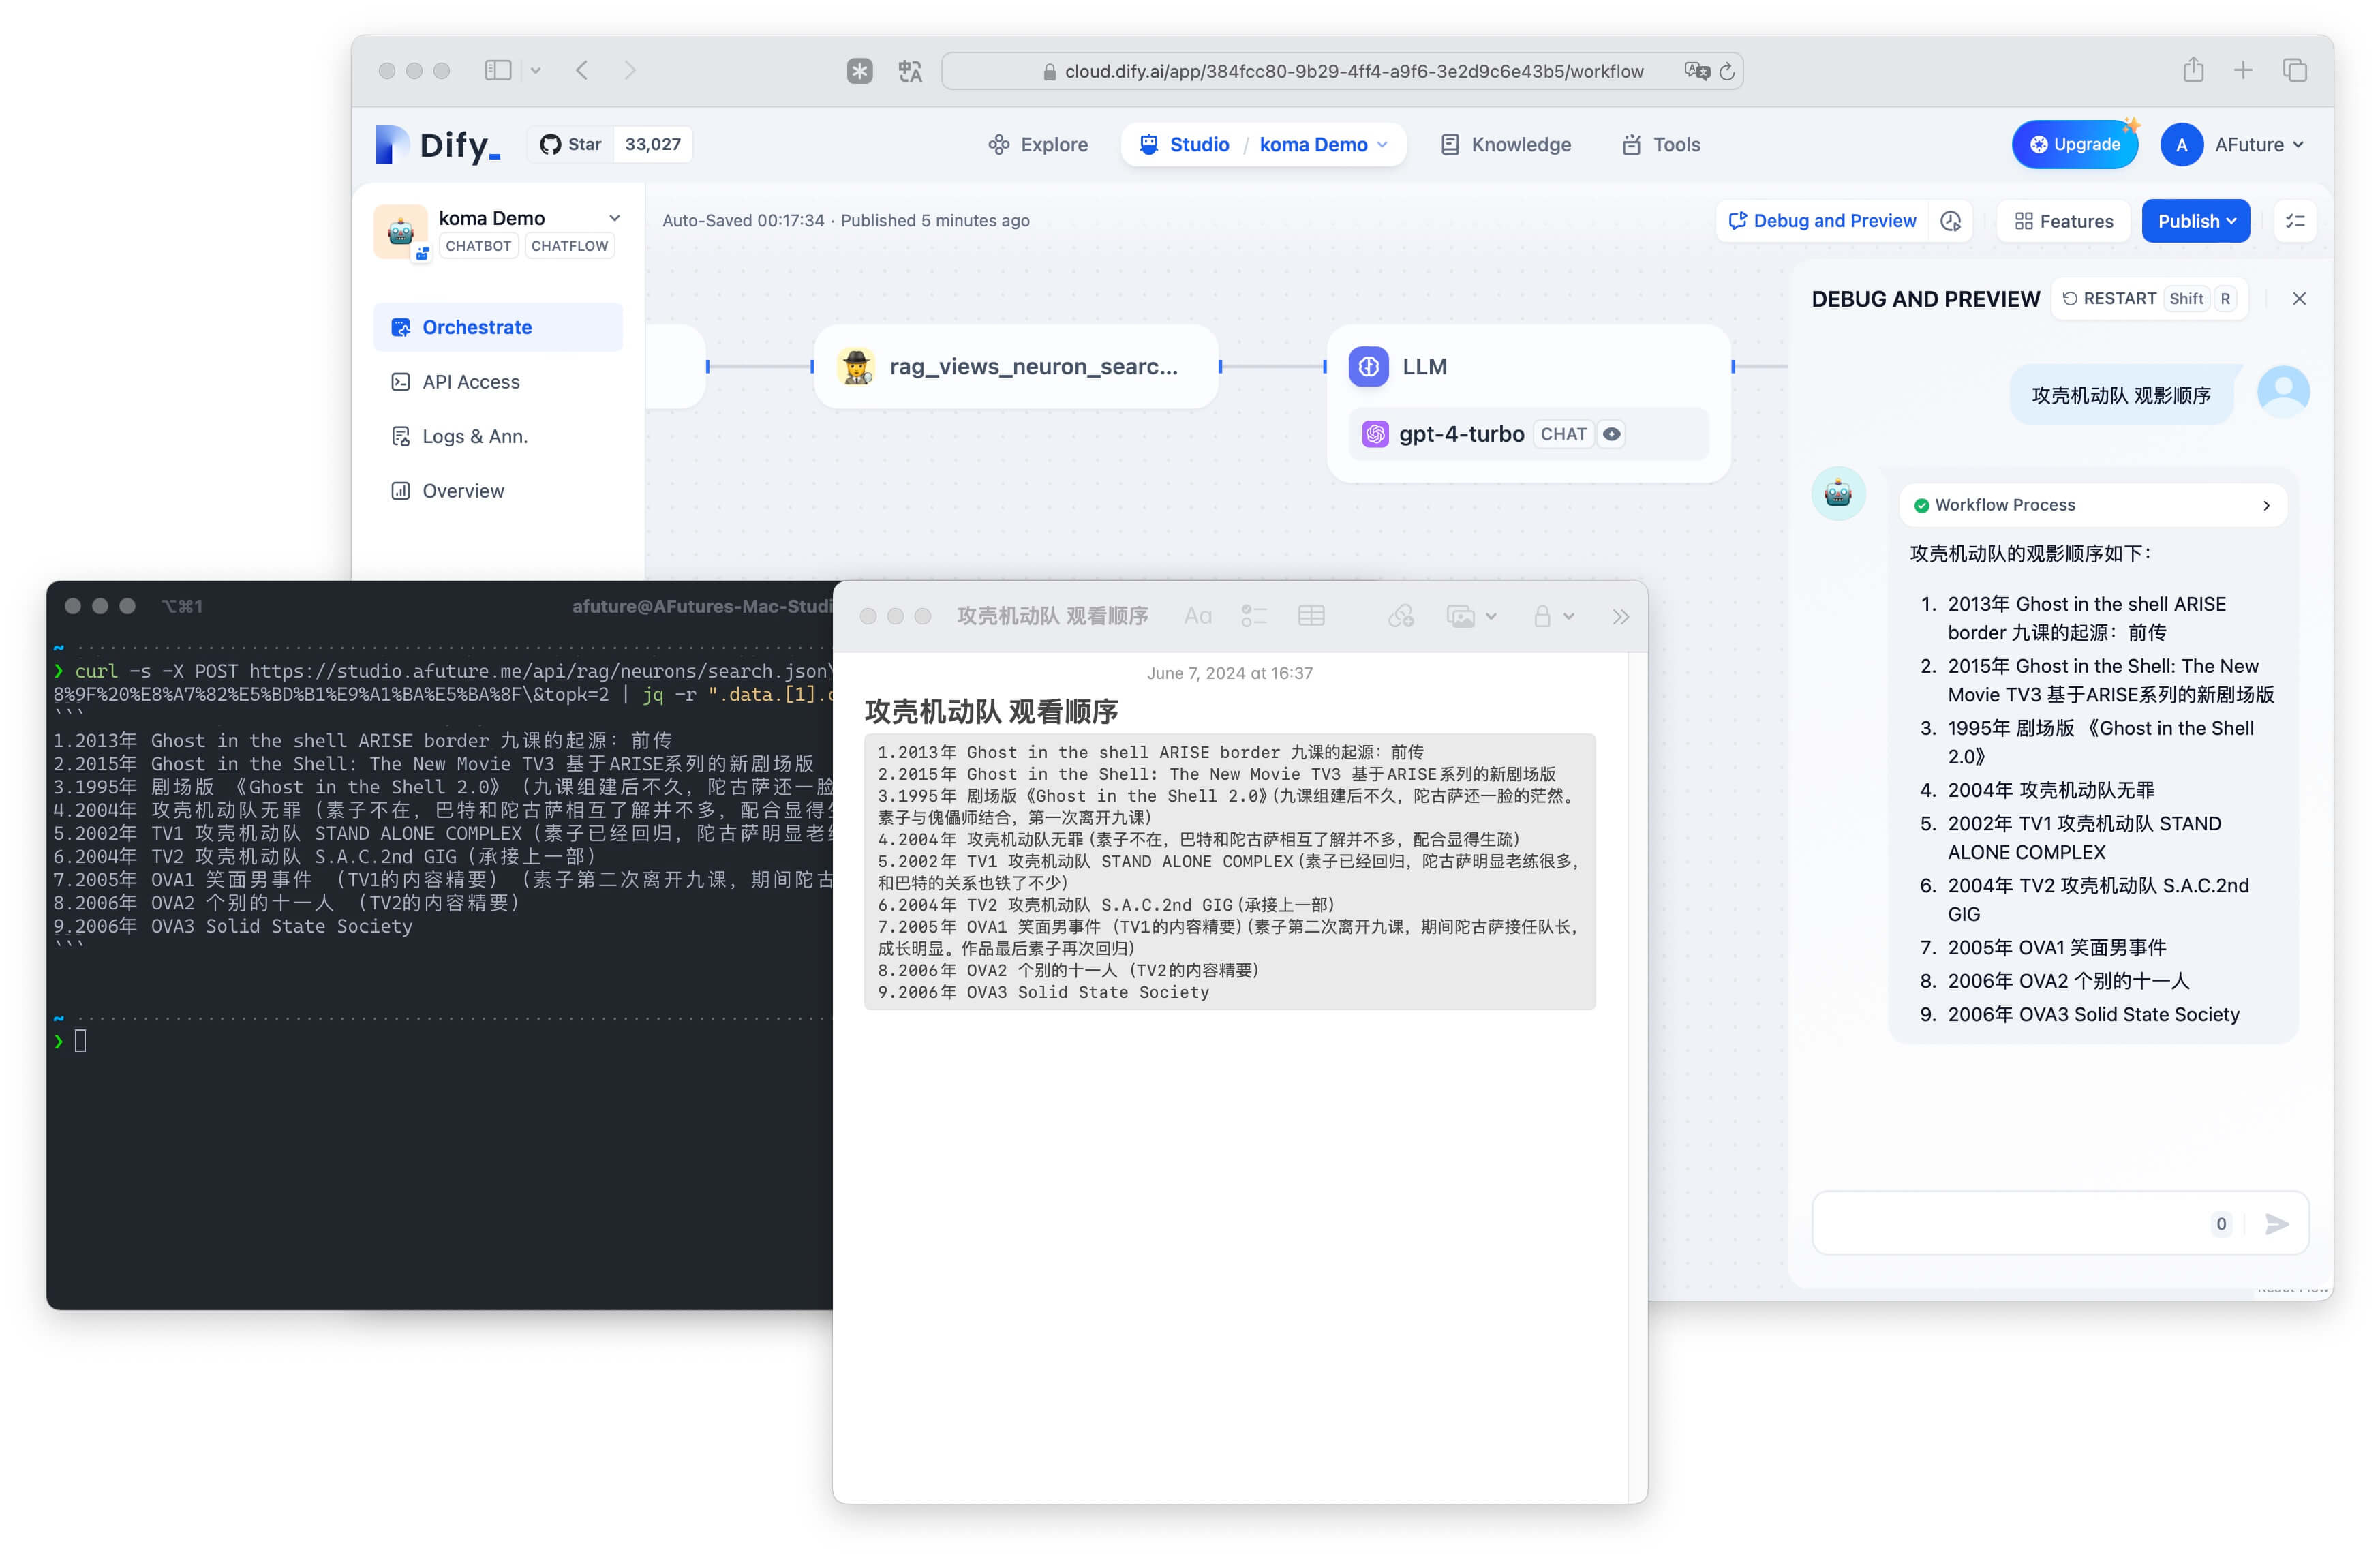 cloud.dify.ai/app/384fcc80-9b29-4ff4-a9f6-3e2d9c6e43b5/workflow
Dify_
Star 33,027
Explore
Studio / koma Demo
Knowledge
Tools
Upgrade
A AFuture
koma Demo
CHATBOT CHATFLOW
Orchestrate
API Access
Logs & Ann.
Overview
Auto-Saved 00:17:34 · Published 5 minutes ago
Debug and Preview
Features
Publish
rag_views_neuron_searc...
LLM
gpt-4-turbo CHAT
DEBUG AND PREVIEW
RESTART Shift R
攻壳机动队 观影顺序
Workflow Process
攻壳机动队的观影顺序如下：
1. 2013年 Ghost in the shell ARISE
border 九课的起源：前传
2. 2015年 Ghost in the Shell: The New
Movie TV3 基于ARISE系列的新剧场版
3. 1995年 剧场版 《Ghost in the Shell
2.0》
4. 2004年 攻壳机动队无罪
5. 2002年 TV1 攻壳机动队 STAND
ALONE COMPLEX
6. 2004年 TV2 攻壳机动队 S.A.C.2nd
GIG
7. 2005年 OVA1 笑面男事件
8. 2006年 OVA2 个别的十一人
9. 2006年 OVA3 Solid State Society
0
⌥⌘1
afuture@AFutures-Mac-Studi
~
❯ curl -s -X POST https://studio.afuture.me/api/rag/neurons/search.json\
8%9F%20%E8%A7%82%E5%BD%B1%E9%A1%BA%E5%BA%8F\&topk=2 | jq -r ".data.[1].c
```
1.2013年 Ghost in the shell ARISE border 九课的起源：前传
2.2015年 Ghost in the Shell: The New Movie TV3 基于ARISE系列的新剧场版
3.1995年 剧场版 《Ghost in the Shell 2.0》（九课组建后不久，陀古萨还一脸
4.2004年 攻壳机动队无罪（素子不在，巴特和陀古萨相互了解并不多，配合显得生
5.2002年 TV1 攻壳机动队 STAND ALONE COMPLEX（素子已经回归，陀古萨明显老练
6.2004年 TV2 攻壳机动队 S.A.C.2nd GIG（承接上一部）
7.2005年 OVA1 笑面男事件 （TV1的内容精要）（素子第二次离开九课，期间陀古
8.2006年 OVA2 个别的十一人 （TV2的内容精要）
9.2006年 OVA3 Solid State Society
```
~
❯
攻壳机动队 观看顺序
Aa
June 7, 2024 at 16:37
攻壳机动队 观看顺序
1.2013年 Ghost in the shell ARISE border 九课的起源：前传
2.2015年 Ghost in the Shell: The New Movie TV3 基于ARISE系列的新剧场版
3.1995年 剧场版《Ghost in the Shell 2.0》(九课组建后不久，陀古萨还一脸的茫然。
素子与傀儡师结合，第一次离开九课)
4.2004年 攻壳机动队无罪(素子不在，巴特和陀古萨相互了解并不多，配合显得生疏)
5.2002年 TV1 攻壳机动队 STAND ALONE COMPLEX(素子已经回归，陀古萨明显老练很多，
和巴特的关系也铁了不少)
6.2004年 TV2 攻壳机动队 S.A.C.2nd GIG(承接上一部)
7.2005年 OVA1 笑面男事件 (TV1的内容精要)(素子第二次离开九课，期间陀古萨接任队长，
成长明显。作品最后素子再次回归)
8.2006年 OVA2 个别的十一人 (TV2的内容精要)
9.2006年 OVA3 Solid State Society